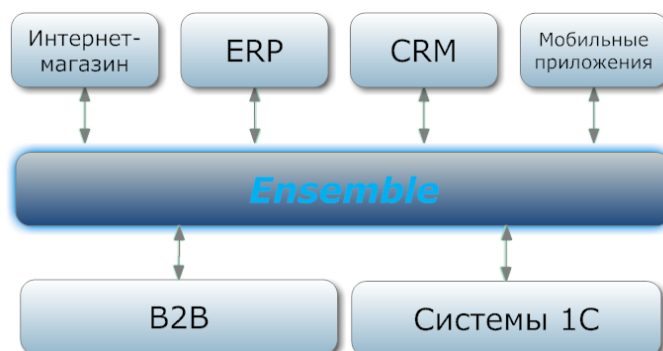 Интернет-
магазин
ERP
CRM
Мобильные
приложения
Ensemble
B2B
Системы 1С